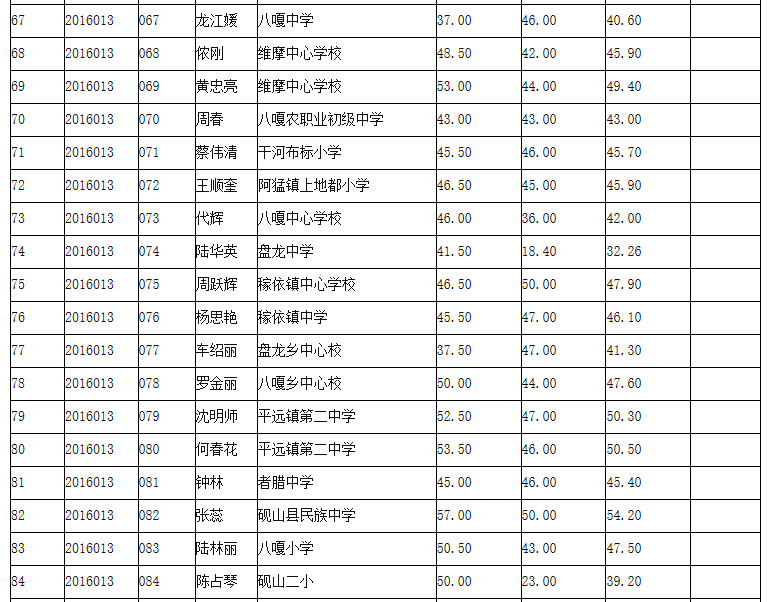 67 2016013 067 龙江媛 八嘎中学 37.00 46.00 40.60
68 2016013 068 侬刚 维摩中心学校 48.50 42.00 45.90
69 2016013 069 黄忠亮 维摩中心学校 53.00 44.00 49.40
70 2016013 070 周春 八嘎农职业初级中学 43.00 43.00 43.00
71 2016013 071 蔡伟清 干河布标小学 45.50 46.00 45.70
72 2016013 072 王顺奎 阿猛镇上地都小学 46.50 45.00 45.90
73 2016013 073 代辉 八嘎中心学校 46.00 36.00 42.00
74 2016013 074 陆华英 盘龙中学 41.50 18.40 32.26
75 2016013 075 周跃辉 稼依镇中心学校 46.50 50.00 47.90
76 2016013 076 杨思艳 稼依镇中学 45.50 47.00 46.10
77 2016013 077 车绍丽 盘龙乡中心校 37.50 47.00 41.30
78 2016013 078 罗金丽 八嘎乡中心校 50.00 44.00 47.60
79 2016013 079 沈明师 平远镇第二中学 52.50 47.00 50.30
80 2016013 080 何春花 平远镇第二中学 53.50 46.00 50.50
81 2016013 081 钟林 者腊中学 45.00 46.00 45.40
82 2016013 082 张蕊 砚山县民族中学 57.00 50.00 54.20
83 2016013 083 陆林丽 八嘎小学 50.50 43.00 47.50
84 2016013 084 陈占琴 砚山二小 50.00 23.00 39.20